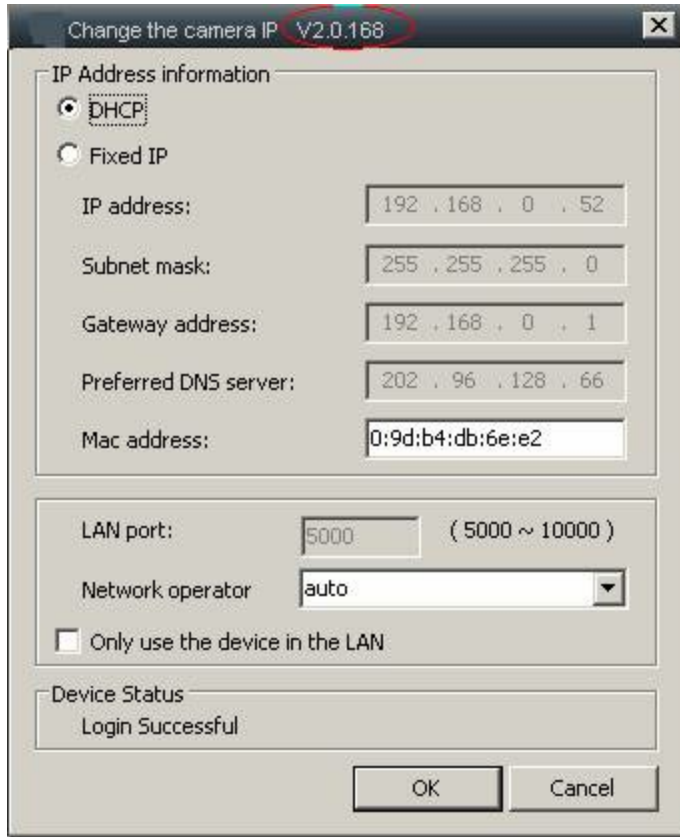 Change the camera IP V2.0.168
IP Address information
DHCP
Fixed IP
IP address: 192 . 168 . 0 . 52
Subnet mask: 255 . 255 . 255 . 0
Gateway address: 192 . 168 . 0 . 1
Preferred DNS server: 202 . 96 . 128 . 66
Mac address: 0:9d:b4:db:6e:e2
LAN port: 5000 ( 5000 ~ 10000 )
Network operator auto
Only use the device in the LAN
Device Status
Login Successful
OK Cancel